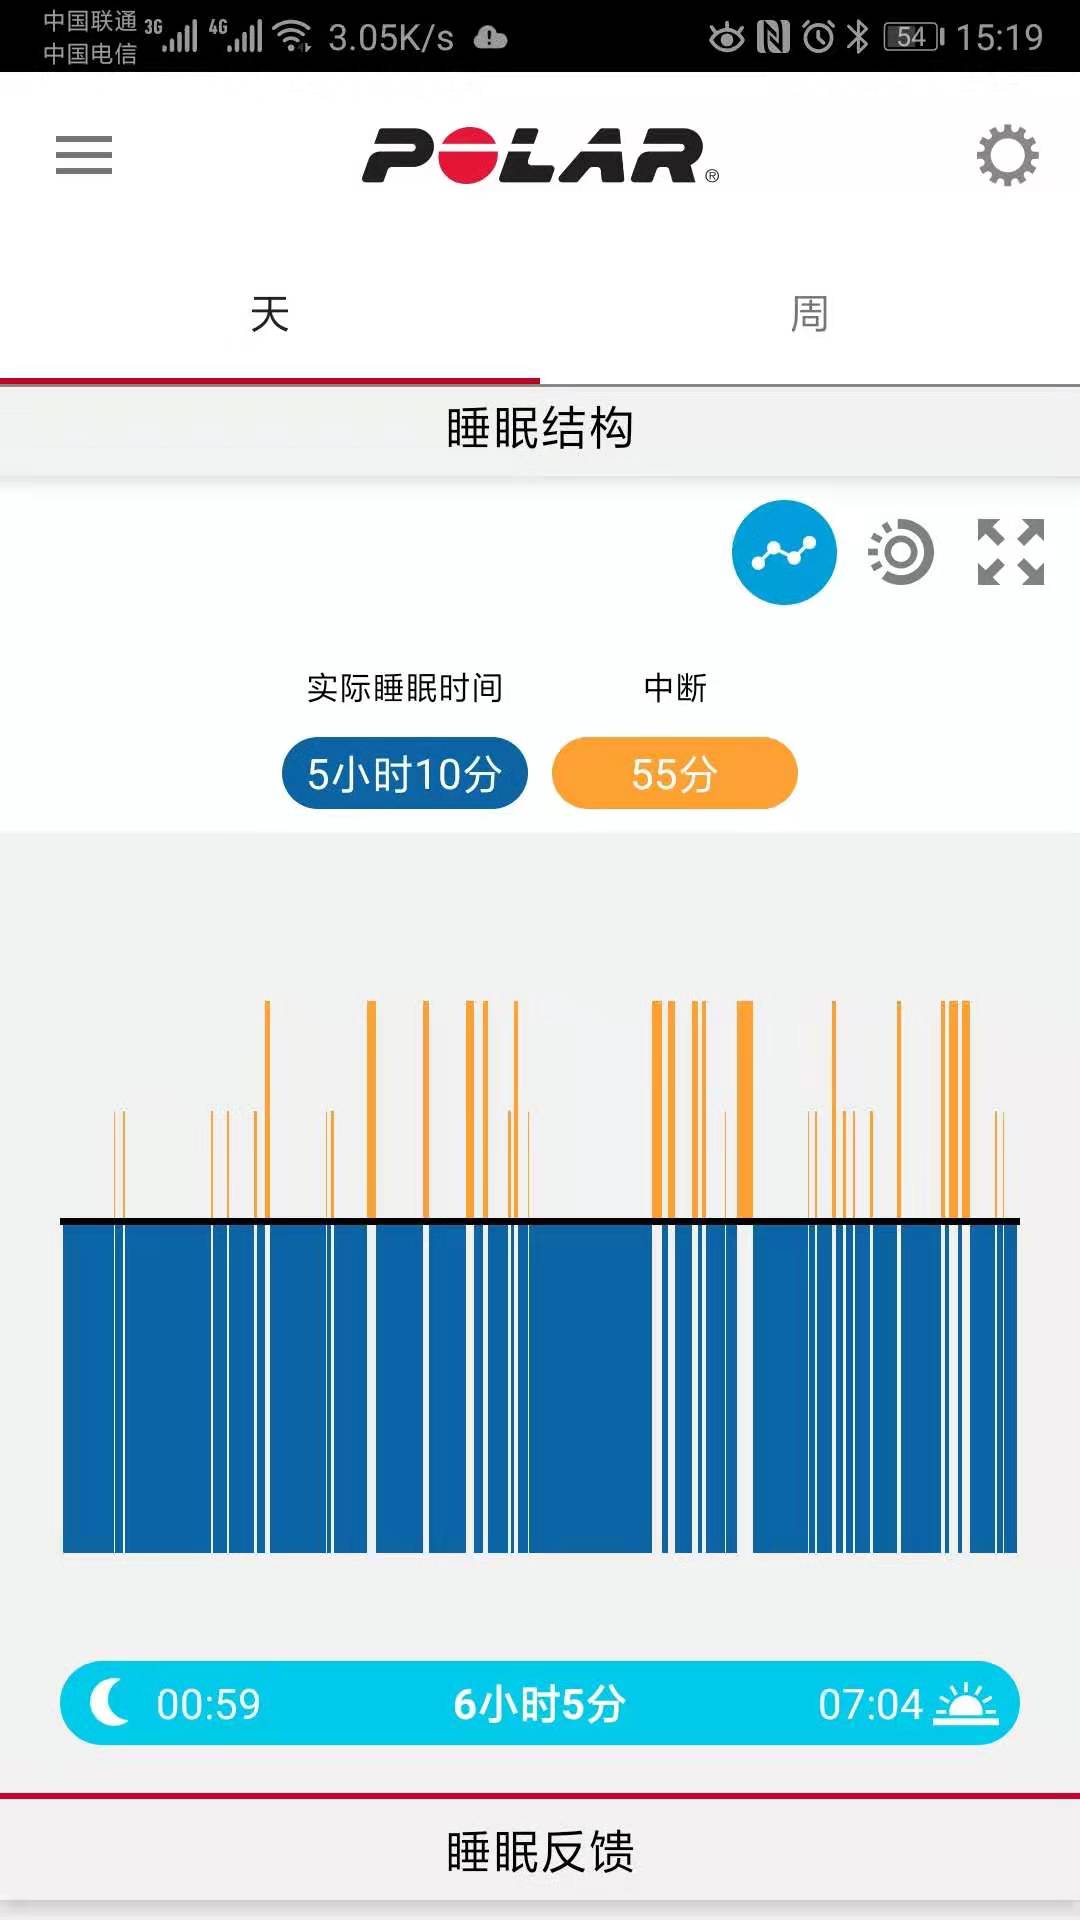 中国联通 3G 4G 3.05K/s 54 15:19
中国电信
POLAR®
天 周
睡眠结构
实际睡眠时间 中断
5小时10分 55分
00:59 6小时5分 07:04
睡眠反馈